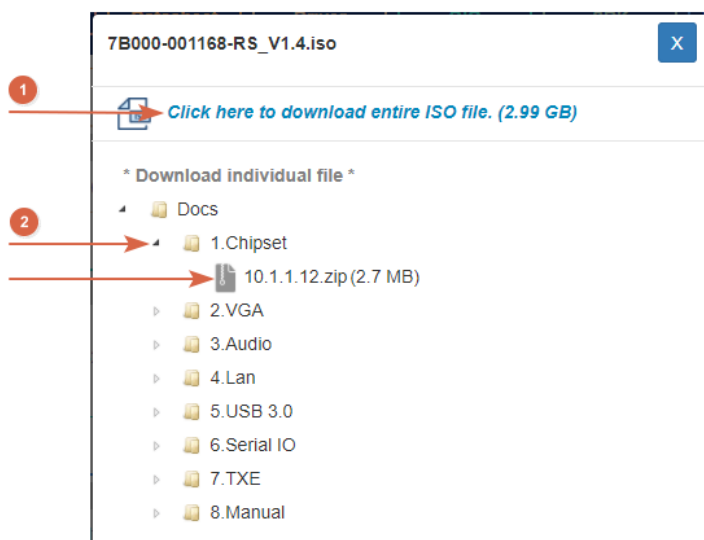 7B000-001168-RS_V1.4.iso
X
1
Click here to download entire ISO file. (2.99 GB)
* Download individual file *
Docs
2
1.Chipset
10.1.1.12.zip (2.7 MB)
2.VGA
3.Audio
4.Lan
5.USB 3.0
6.Serial IO
7.TXE
8.Manual